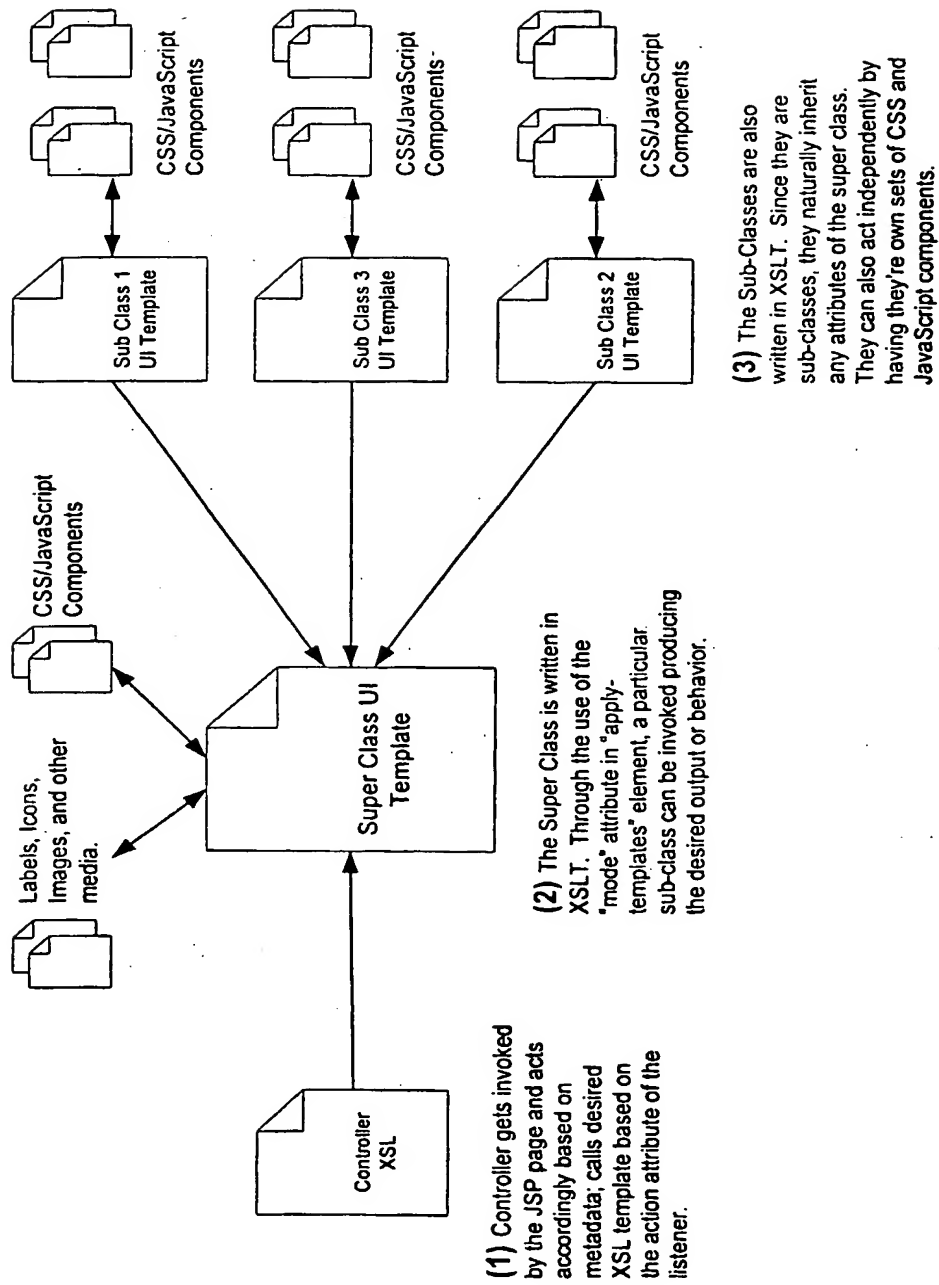 Labels, Icons,
Images, and other
media.
CSS/JavaScript
Components
Controller
XSL
Super Class UI
Template
Sub Class 1
UI Template
CSS/JavaScript
Components
Sub Class 3
UI Template
CSS/JavaScript
Components-
Sub Class 2
UI Template
CSS/JavaScript
Components
(1) Controller gets invoked
by the JSP page and acts
accordingly based on
metadata; calls desired
XSL template based on
the action attribute of the
listener.
(2) The Super Class is written in
XSLT. Through the use of the
"mode" attribute in "apply-
templates" element, a particular
sub-class can be invoked producing
the desired output or behavior.
(3) The Sub-Classes are also
written in XSLT. Since they are
sub-classes, they naturally inherit
any attributes of the super class.
They can also act independently by
having they're own sets of CSS and
JavaScript components.